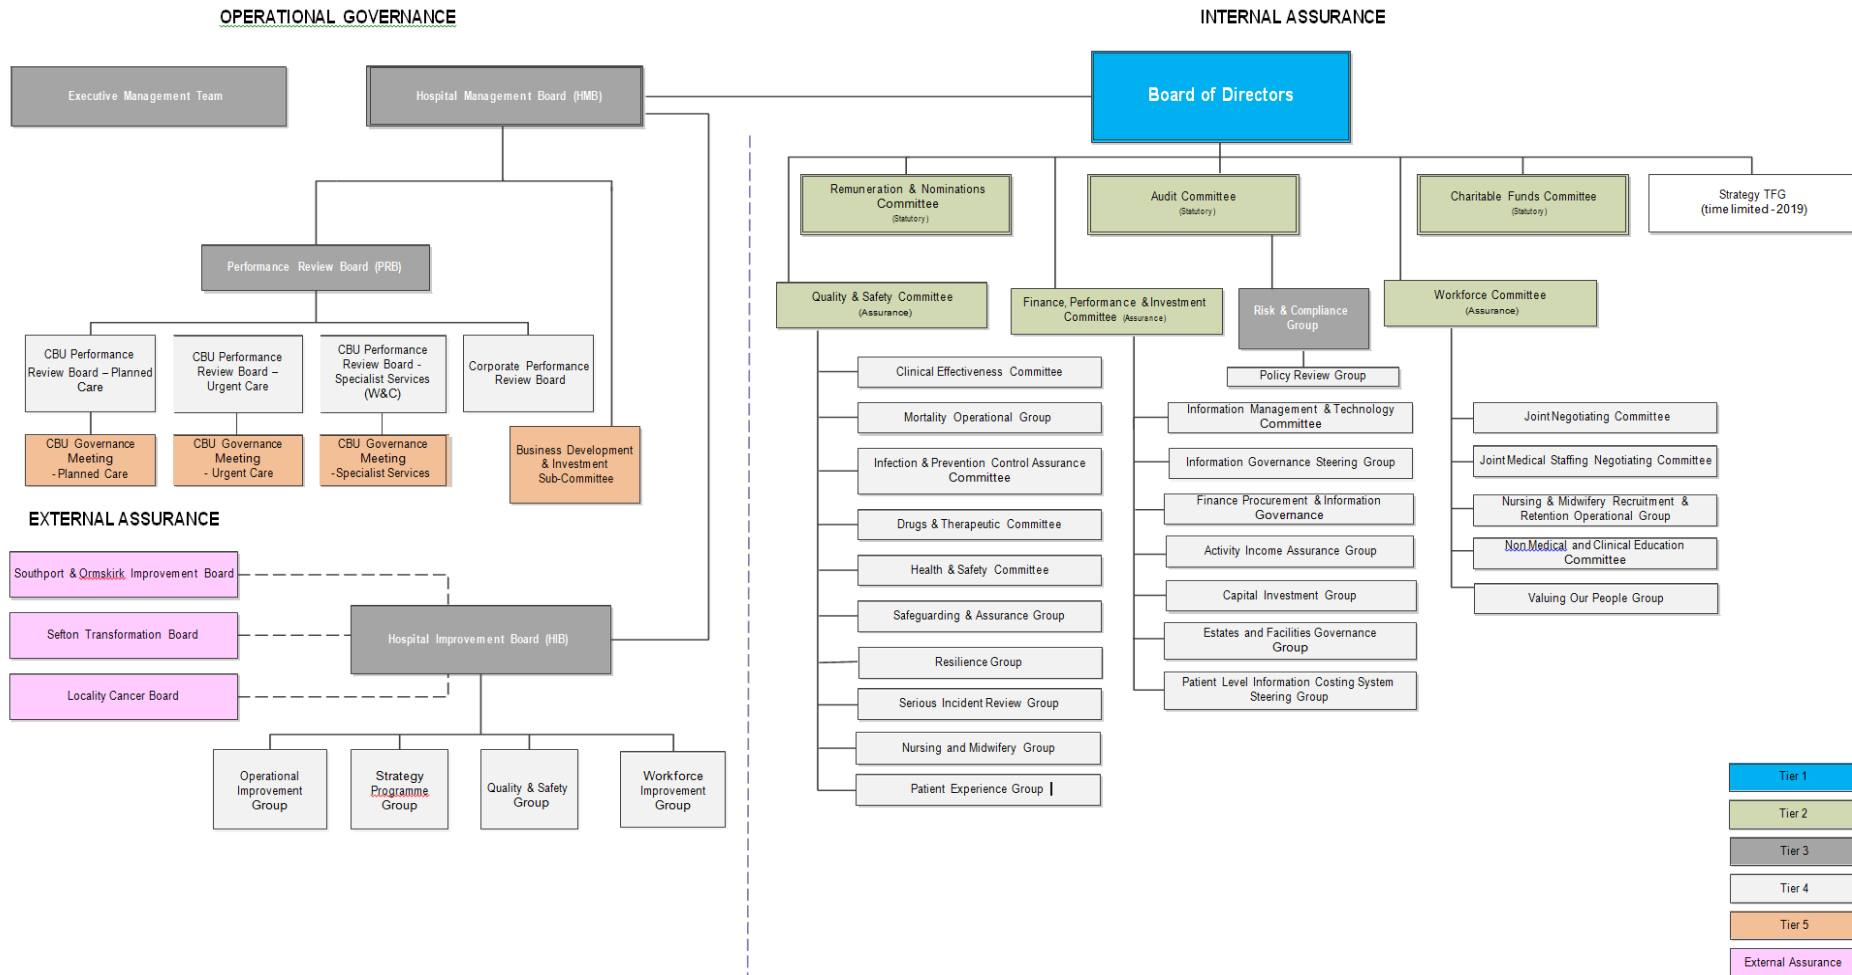 OPERATIONAL GOVERNANCE
INTERNAL ASSURANCE
Executive Management Team
Hospital Management Board (HMB)
Board of Directors
Remuneration & Nominations
Committee
(Statutory)
Audit Committee
(Statutory)
Charitable Funds Committee
(Statutory)
Strategy TFG
(time limited - 2019)
Performance Review Board (PRB)
CBU Performance
Review Board – Planned
Care
CBU Performance
Review Board –
Urgent Care
CBU Performance
Review Board -
Specialist Services
(W&C)
Corporate Performance
Review Board
CBU Governance
Meeting
- Planned Care
CBU Governance
Meeting
- Urgent Care
CBU Governance
Meeting
-Specialist Services
Business Development
& Investment
Sub-Committee
Quality & Safety Committee
(Assurance)
Finance, Performance & Investment
Committee (Assurance)
Risk & Compliance
Group
Workforce Committee
(Assurance)
Policy Review Group
Clinical Effectiveness Committee
Mortality Operational Group
Infection & Prevention Control Assurance
Committee
Drugs & Therapeutic Committee
Health & Safety Committee
Safeguarding & Assurance Group
Resilience Group
Serious Incident Review Group
Nursing and Midwifery Group
Patient Experience Group
Information Management & Technology
Committee
Information Governance Steering Group
Finance Procurement & Information
Governance
Activity Income Assurance Group
Capital Investment Group
Estates and Facilities Governance
Group
Patient Level Information Costing System
Steering Group
Joint Negotiating Committee
Joint Medical Staffing Negotiating Committee
Nursing & Midwifery Recruitment &
Retention Operational Group
Non Medical and Clinical Education
Committee
Valuing Our People Group
EXTERNAL ASSURANCE
Southport & Ormskirk Improvement Board
Sefton Transformation Board
Locality Cancer Board
Hospital Improvement Board (HIB)
Operational
Improvement
Group
Strategy
Programme
Group
Quality & Safety
Group
Workforce
Improvement
Group
Tier 1
Tier 2
Tier 3
Tier 4
Tier 5
External Assurance